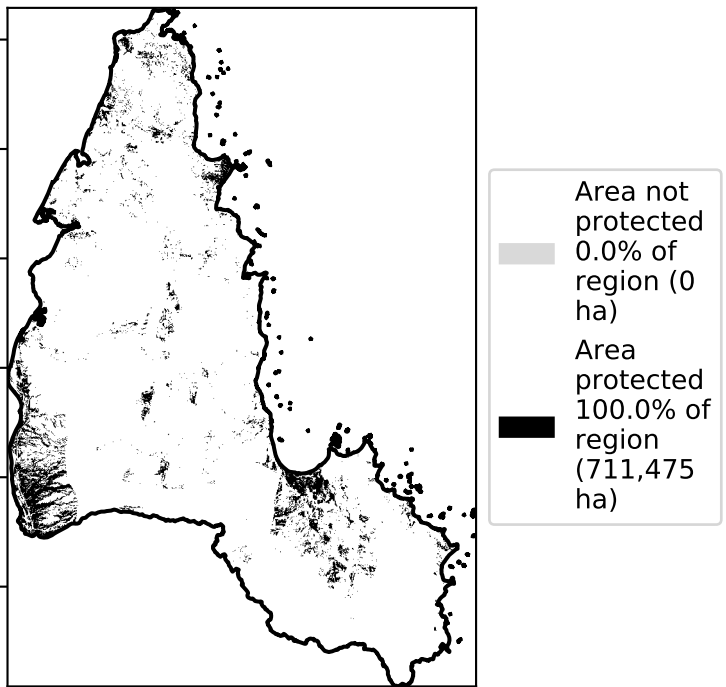 Area not
protected
0.0% of
region (0
ha)
Area
protected
100.0% of
region
(711,475
ha)